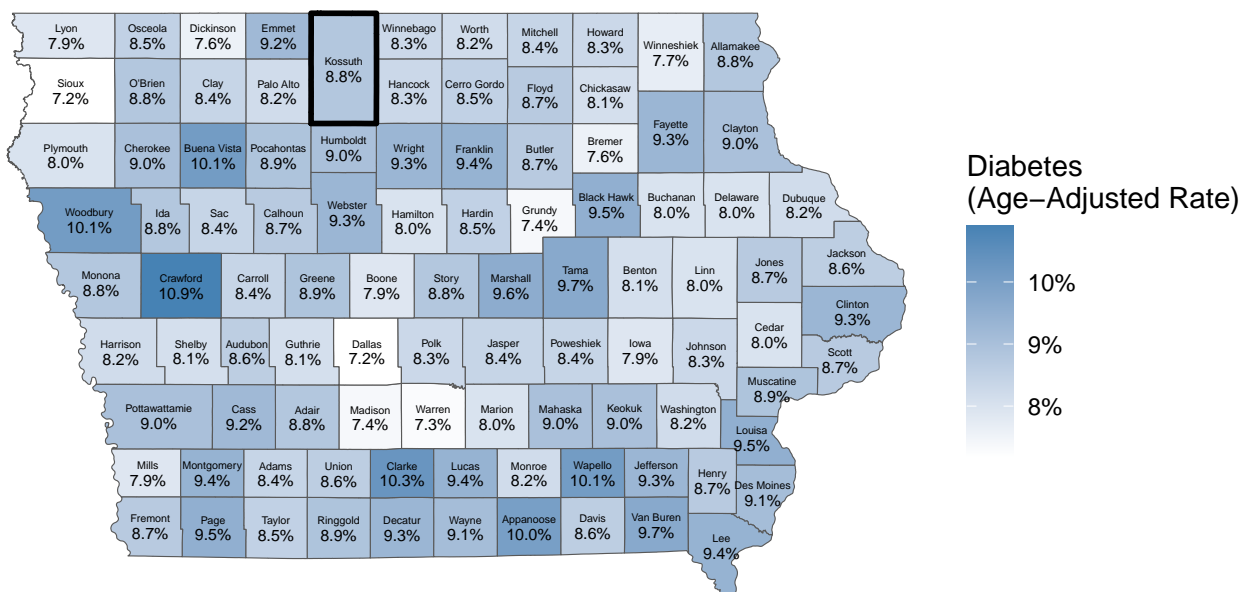 Lyon
7.9%
Osceola
8.5%
Dickinson
7.6%
Emmet
9.2%
Kossuth
8.8%
Winnebago
8.3%
Worth
8.2%
Mitchell
8.4%
Howard
8.3%
Winneshiek
7.7%
Allamakee
8.8%
Sioux
7.2%
O'Brien
8.8%
Clay
8.4%
Palo Alto
8.2%
Hancock
8.3%
Cerro Gordo
8.5%
Floyd
8.7%
Chickasaw
8.1%
Fayette
9.3%
Clayton
9.0%
Plymouth
8.0%
Cherokee
9.0%
Buena Vista
10.1%
Pocahontas
8.9%
Humboldt
9.0%
Wright
9.3%
Franklin
9.4%
Butler
8.7%
Bremer
7.6%
Woodbury
10.1%
Ida
8.8%
Sac
8.4%
Calhoun
8.7%
Webster
9.3%
Hamilton
8.0%
Hardin
8.5%
Grundy
7.4%
Black Hawk
9.5%
Buchanan
8.0%
Delaware
8.0%
Dubuque
8.2%
Monona
8.8%
Crawford
10.9%
Carroll
8.4%
Greene
8.9%
Boone
7.9%
Story
8.8%
Marshall
9.6%
Tama
9.7%
Benton
8.1%
Linn
8.0%
Jones
8.7%
Jackson
8.6%
Clinton
9.3%
Harrison
8.2%
Shelby
8.1%
Audubon
8.6%
Guthrie
8.1%
Dallas
7.2%
Polk
8.3%
Jasper
8.4%
Poweshiek
8.4%
Iowa
7.9%
Johnson
8.3%
Cedar
8.0%
Scott
8.7%
Muscatine
8.9%
Pottawattamie
9.0%
Cass
9.2%
Adair
8.8%
Madison
7.4%
Warren
7.3%
Marion
8.0%
Mahaska
9.0%
Keokuk
9.0%
Washington
8.2%
Louisa
9.5%
Mills
7.9%
Montgomery
9.4%
Adams
8.4%
Union
8.6%
Clarke
10.3%
Lucas
9.4%
Monroe
8.2%
Wapello
10.1%
Jefferson
9.3%
Henry
8.7%
Des Moines
9.1%
Fremont
8.7%
Page
9.5%
Taylor
8.5%
Ringgold
8.9%
Decatur
9.3%
Wayne
9.1%
Appanoose
10.0%
Davis
8.6%
Van Buren
9.7%
Lee
9.4%
Diabetes
(Age−Adjusted Rate)
10%
9%
8%